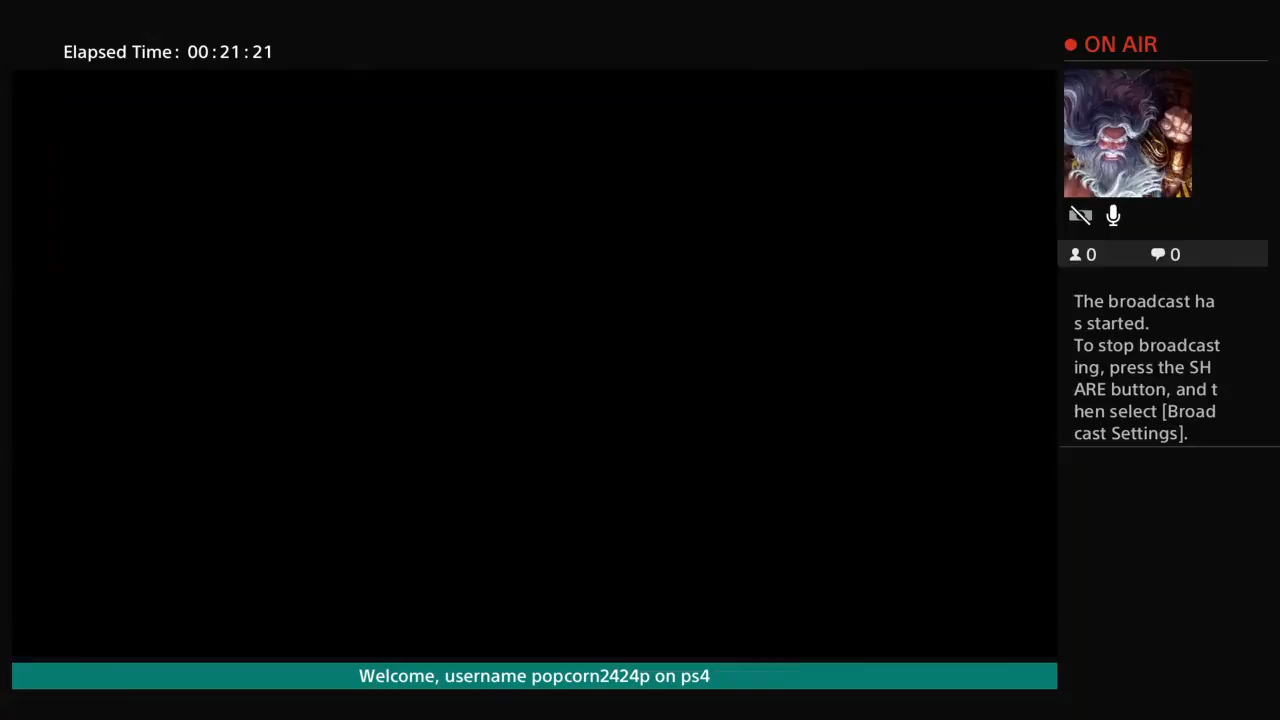 Elapsed Time: 00:21:21
ON AIR
0 0
The broadcast ha
s started.
To stop broadcast
ing, press the SH
ARE button, and t
hen select [Broad
cast Settings].
Welcome, username popcorn2424p on ps4